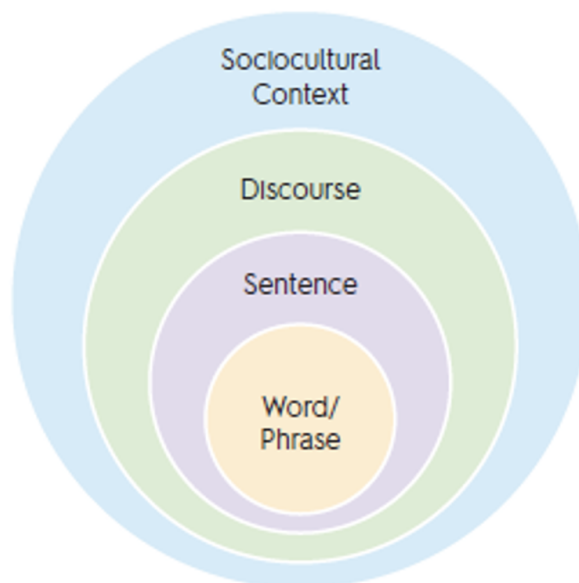 Sociocultural
Context
Discourse
Sentence
Word/
Phrase